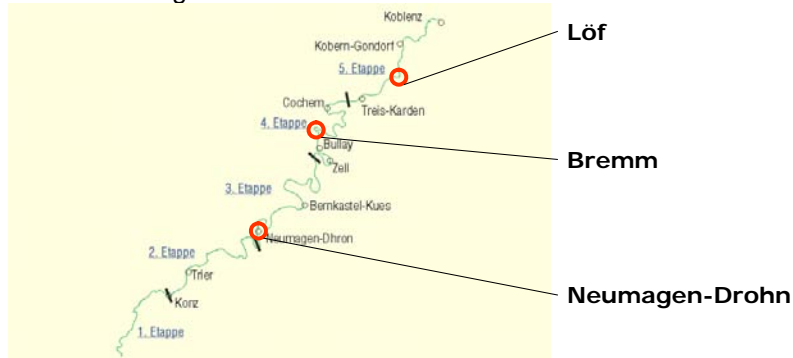 Koblenz
Löf
Kobern-Gondorf
5. Etappe
Cochem
Treis-Karden
4. Etappe
Bullay
Bremm
Zell
3. Etappe
Bernkastel-Kues
Neumagen-Dhron
2. Etappe
Trier
Neumagen-Drohn
Konz
1. Etappe